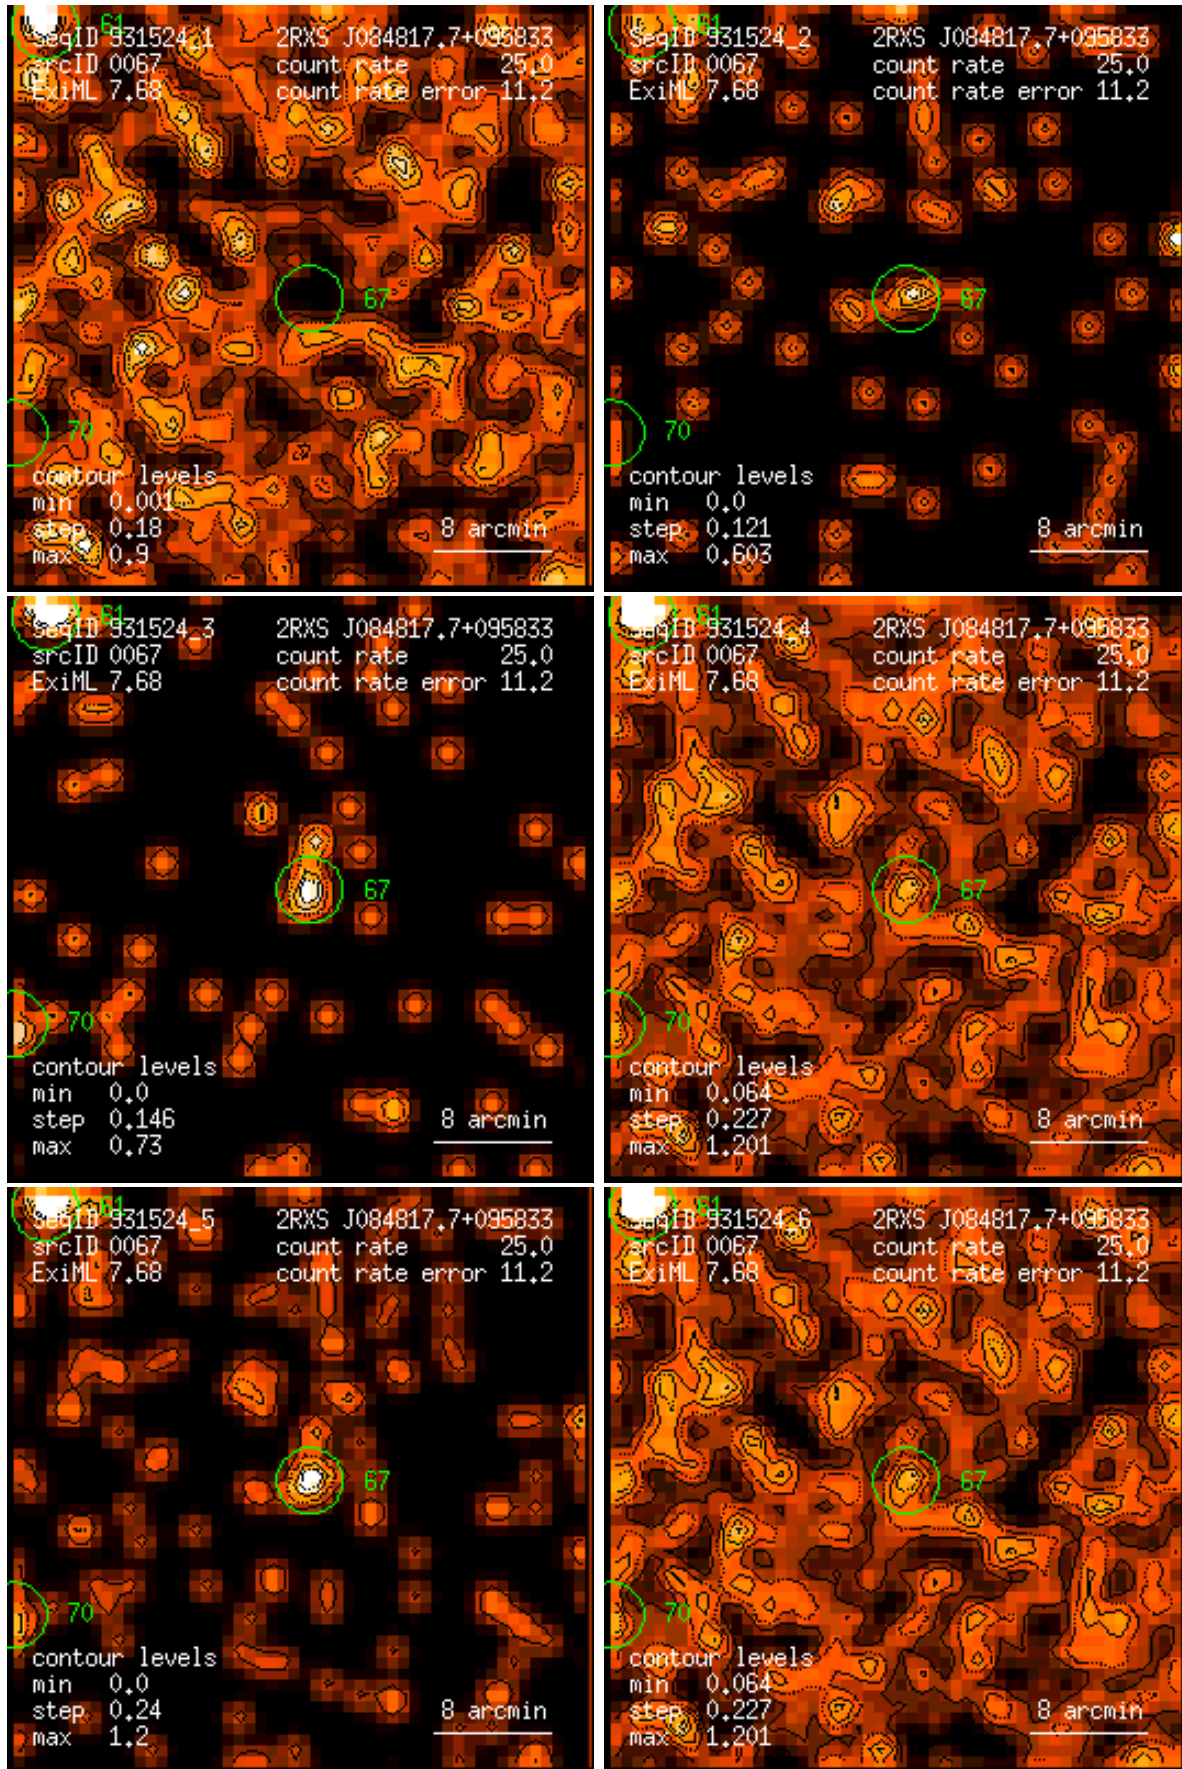 61
SeqID 931524_1 2RXS J084817.7+095833
srcID 0067 count rate 25.0
ExiML 7.68 count rate error 11.2
67
70
contour levels
min 0.001
step 0.18 8 arcmin
max 0.9
61
SeqID 931524_2 2RXS J084817.7+095833
srcID 0067 count rate 25.0
ExiML 7.68 count rate error 11.2
67
70
contour levels
min 0.0
step 0.121 8 arcmin
max 0.603
61
SeqID 931524_3 2RXS J084817.7+095833
srcID 0067 count rate 25.0
ExiML 7.68 count rate error 11.2
67
70
contour levels
min 0.0
step 0.146 8 arcmin
max 0.73
61
SeqID 931524_4 2RXS J084817.7+095833
srcID 0067 count rate 25.0
ExiML 7.68 count rate error 11.2
67
70
contour levels
min 0.064
step 0.227 8 arcmin
max 1.201
61
SeqID 931524_5 2RXS J084817.7+095833
srcID 0067 count rate 25.0
ExiML 7.68 count rate error 11.2
67
70
contour levels
min 0.0
step 0.24 8 arcmin
max 1.2
61
SeqID 931524_6 2RXS J084817.7+095833
srcID 0067 count rate 25.0
ExiML 7.68 count rate error 11.2
67
70
contour levels
min 0.064
step 0.227 8 arcmin
max 1.201